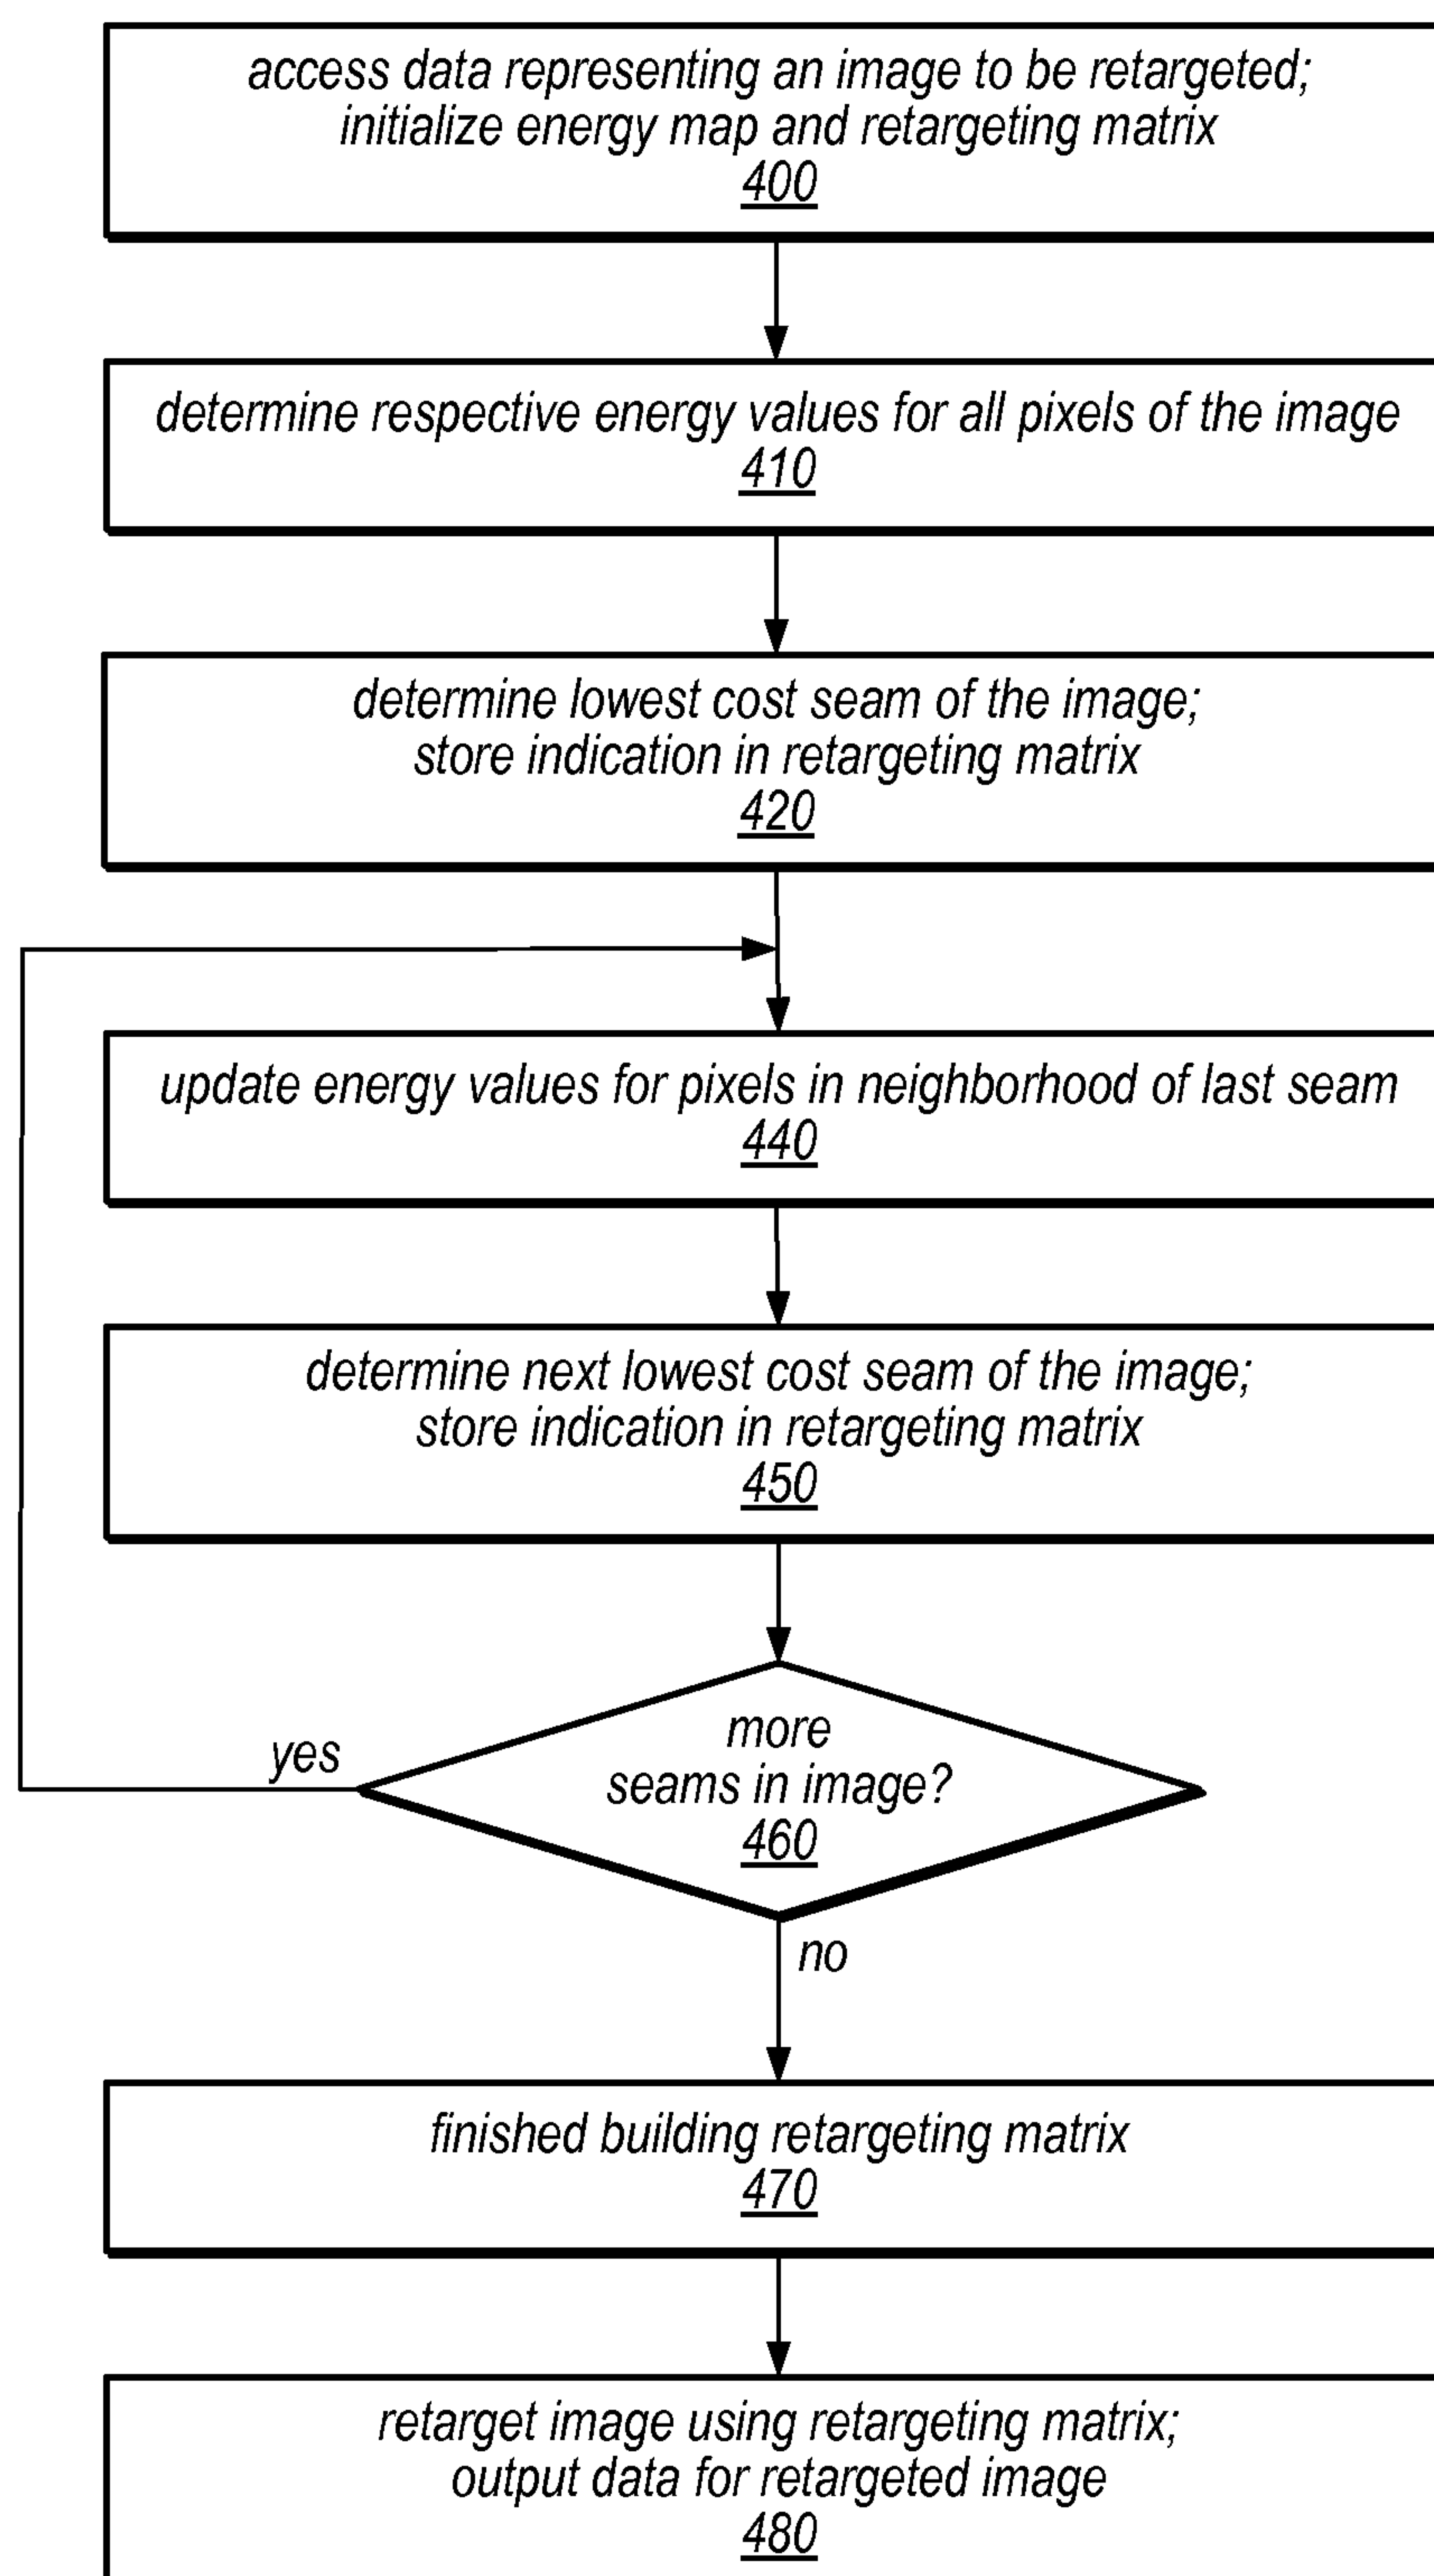 access data representing an image to be retargeted;
initialize energy map and retargeting matrix
400
determine respective energy values for all pixels of the image
410
determine lowest cost seam of the image;
store indication in retargeting matrix
420
update energy values for pixels in neighborhood of last seam
440
determine next lowest cost seam of the image;
store indication in retargeting matrix
450
more
yes
seams in image?
460
no
finished building retargeting matrix
470
retarget image using retargeting matrix;
output data for retargeted image
480